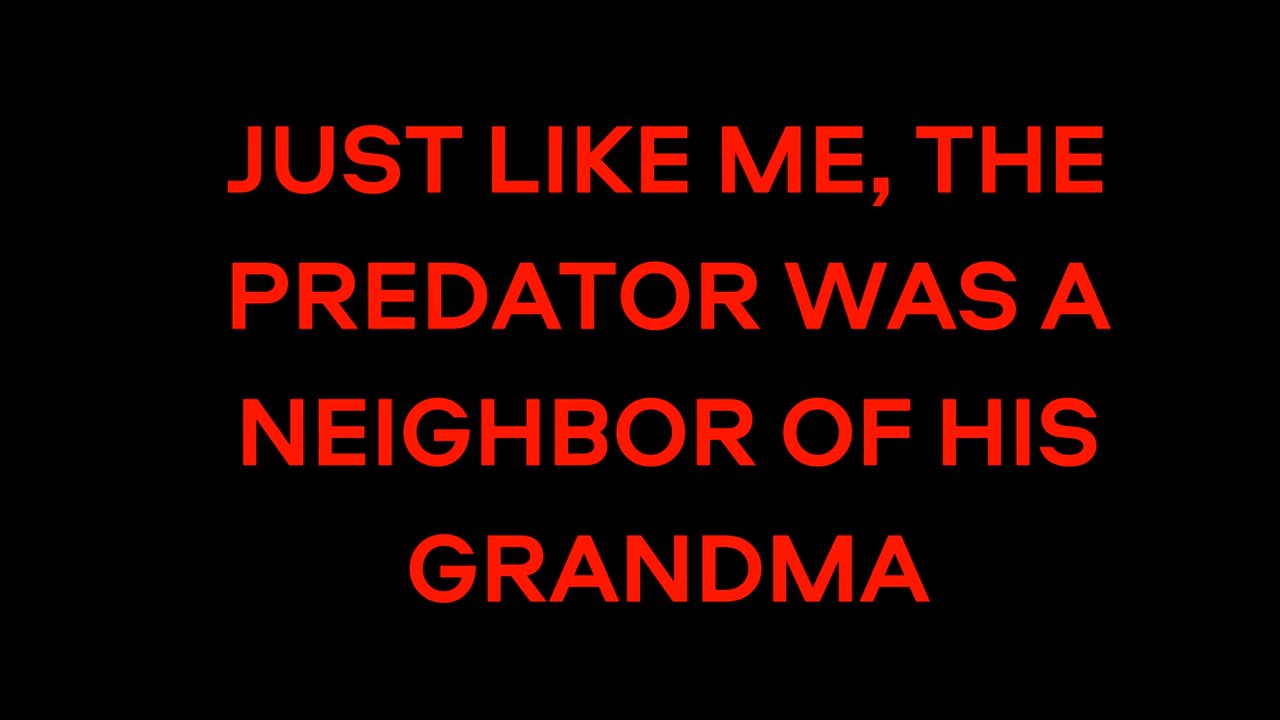 JUST LIKE ME, THE
PREDATOR WAS A
NEIGHBOR OF HIS
GRANDMA